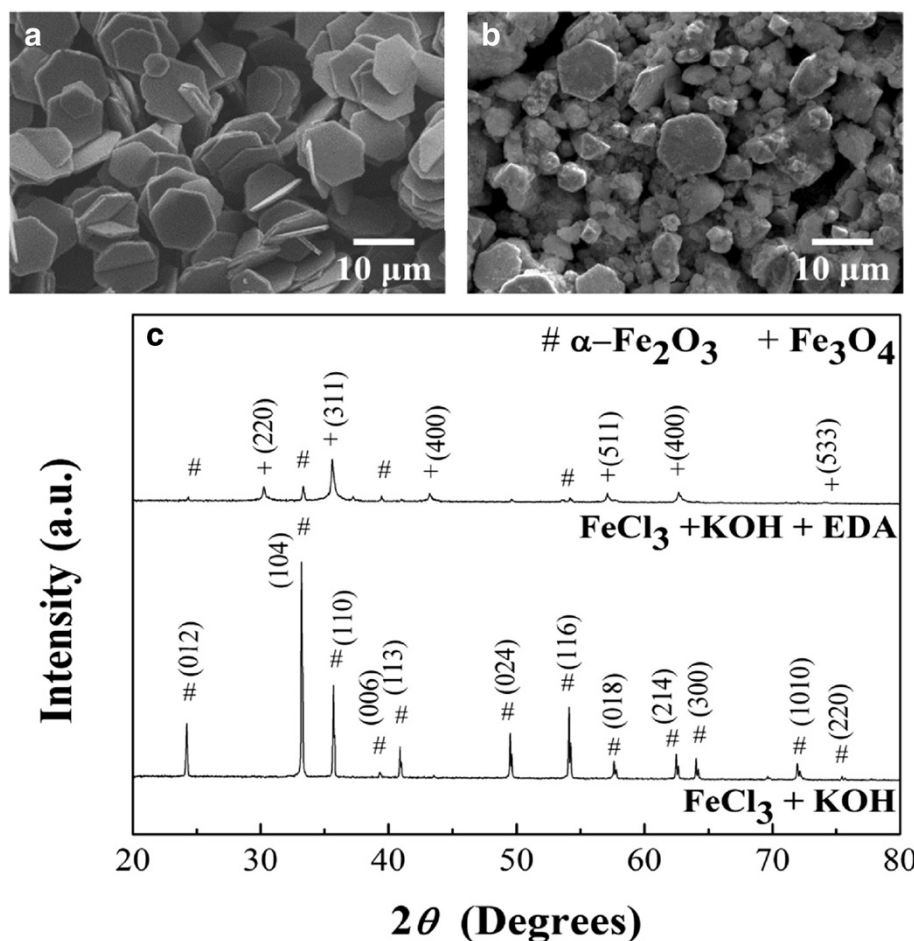 a
10 μm
b
10 μm
c
# α–Fe₂O₃ + Fe₃O₄
# + (220) # + (311) # + (400) # + (511) + (400) + (533)
FeCl₃ +KOH + EDA
# (012) (104) # # (110) # (006) # (113) # (024) # (116) # (018) # (214) # (300) # (1010) # (220)
FeCl₃ + KOH
Intensity (a.u.)
20 30 40 50 60 70 80
2θ (Degrees)